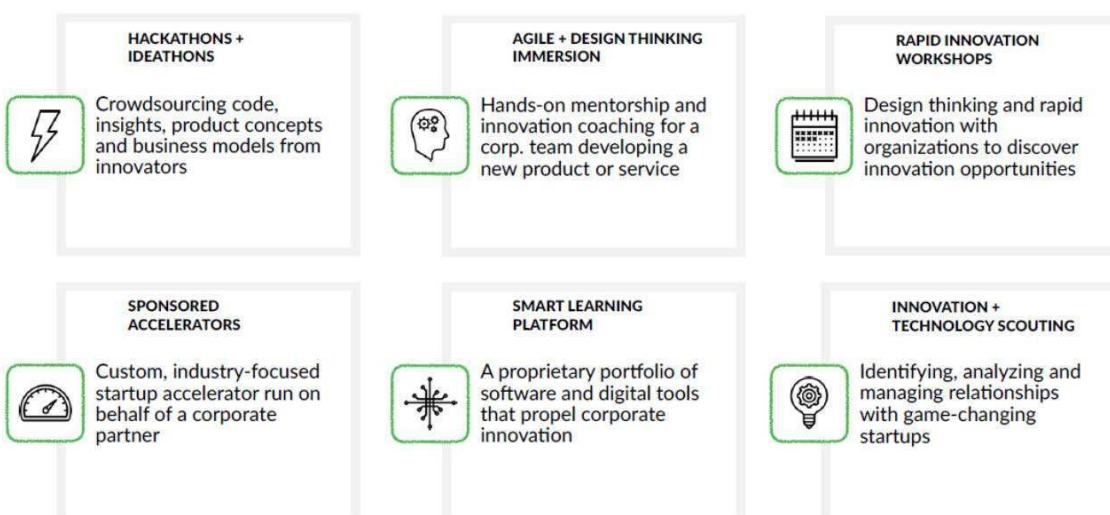 HACKATHONS +
IDEATHONS
Crowdsourcing code,
insights, product concepts
and business models from
innovators
AGILE + DESIGN THINKING
IMMERSION
Hands-on mentorship and
innovation coaching for a
corp. team developing a
new product or service
RAPID INNOVATION
WORKSHOPS
Design thinking and rapid
innovation with
organizations to discover
innovation opportunities
SPONSORED
ACCELERATORS
Custom, industry-focused
startup accelerator run on
behalf of a corporate
partner
SMART LEARNING
PLATFORM
A proprietary portfolio of
software and digital tools
that propel corporate
innovation
INNOVATION +
TECHNOLOGY SCOUTING
Identifying, analyzing and
managing relationships
with game-changing
startups